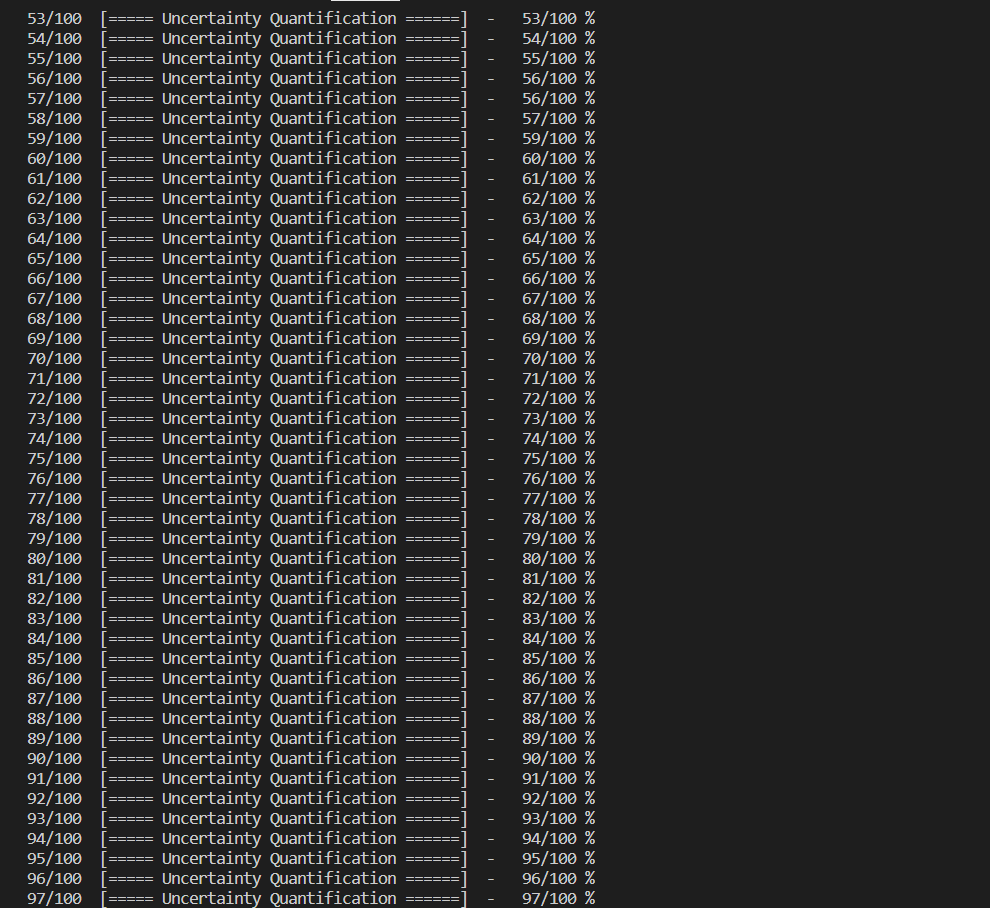 53/100 [===== Uncertainty Quantification ======] - 53/100 %
54/100 [===== Uncertainty Quantification ======] - 54/100 %
55/100 [===== Uncertainty Quantification ======] - 55/100 %
56/100 [===== Uncertainty Quantification ======] - 56/100 %
57/100 [===== Uncertainty Quantification ======] - 56/100 %
58/100 [===== Uncertainty Quantification ======] - 57/100 %
59/100 [===== Uncertainty Quantification ======] - 59/100 %
60/100 [===== Uncertainty Quantification ======] - 60/100 %
61/100 [===== Uncertainty Quantification ======] - 61/100 %
62/100 [===== Uncertainty Quantification ======] - 62/100 %
63/100 [===== Uncertainty Quantification ======] - 63/100 %
64/100 [===== Uncertainty Quantification ======] - 64/100 %
65/100 [===== Uncertainty Quantification ======] - 65/100 %
66/100 [===== Uncertainty Quantification ======] - 66/100 %
67/100 [===== Uncertainty Quantification ======] - 67/100 %
68/100 [===== Uncertainty Quantification ======] - 68/100 %
69/100 [===== Uncertainty Quantification ======] - 69/100 %
70/100 [===== Uncertainty Quantification ======] - 70/100 %
71/100 [===== Uncertainty Quantification ======] - 71/100 %
72/100 [===== Uncertainty Quantification ======] - 72/100 %
73/100 [===== Uncertainty Quantification ======] - 73/100 %
74/100 [===== Uncertainty Quantification ======] - 74/100 %
75/100 [===== Uncertainty Quantification ======] - 75/100 %
76/100 [===== Uncertainty Quantification ======] - 76/100 %
77/100 [===== Uncertainty Quantification ======] - 77/100 %
78/100 [===== Uncertainty Quantification ======] - 78/100 %
79/100 [===== Uncertainty Quantification ======] - 79/100 %
80/100 [===== Uncertainty Quantification ======] - 80/100 %
81/100 [===== Uncertainty Quantification ======] - 81/100 %
82/100 [===== Uncertainty Quantification ======] - 82/100 %
83/100 [===== Uncertainty Quantification ======] - 83/100 %
84/100 [===== Uncertainty Quantification ======] - 84/100 %
85/100 [===== Uncertainty Quantification ======] - 85/100 %
86/100 [===== Uncertainty Quantification ======] - 86/100 %
87/100 [===== Uncertainty Quantification ======] - 87/100 %
88/100 [===== Uncertainty Quantification ======] - 88/100 %
89/100 [===== Uncertainty Quantification ======] - 89/100 %
90/100 [===== Uncertainty Quantification ======] - 90/100 %
91/100 [===== Uncertainty Quantification ======] - 91/100 %
92/100 [===== Uncertainty Quantification ======] - 92/100 %
93/100 [===== Uncertainty Quantification ======] - 93/100 %
94/100 [===== Uncertainty Quantification ======] - 94/100 %
95/100 [===== Uncertainty Quantification ======] - 95/100 %
96/100 [===== Uncertainty Quantification ======] - 96/100 %
97/100 [===== Uncertainty Quantification ======] - 97/100 %